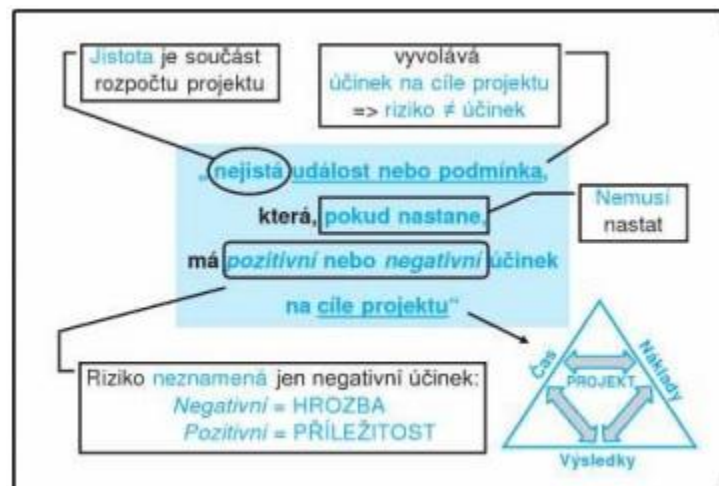 Jistota je součást
rozpočtu projektu
vyvolává
účinek na cíle projektu
=> riziko ≠ účinek
„nejistá událost nebo podmínka,
která, pokud nastane,
Nemusí
nastat
má pozitivní nebo negativní účinek
na cíle projektu“
Riziko neznamená jen negativní účinek:
Negativní = HROZBA
Pozitivní = PŘÍLEŽITOST
Čas
Náklady
PROJEKT
Výsledky